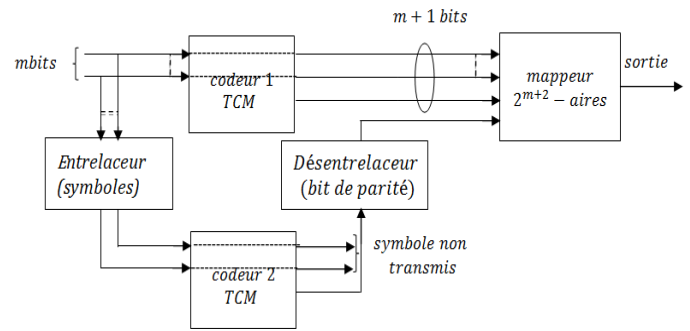 m + 1 bits
mbits
codeur 1
TCM
mappeur
2^{m+2} − aires
sortie
Entrelaceur
(symboles)
Désentrelaceur
(bit de parité)
codeur 2
TCM
symbole non
transmis